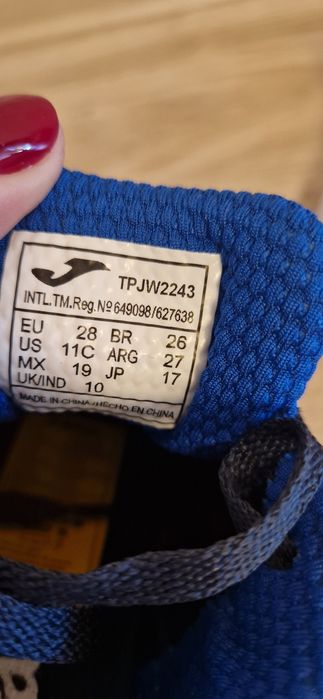 TPJW2243
INTL.TM.Reg.Nº649098/627638
EU 28 BR 26
US 11C ARG 27
MX 19 JP 17
UK/IND 10
MADE IN CHINA/HECHO EN CHINA